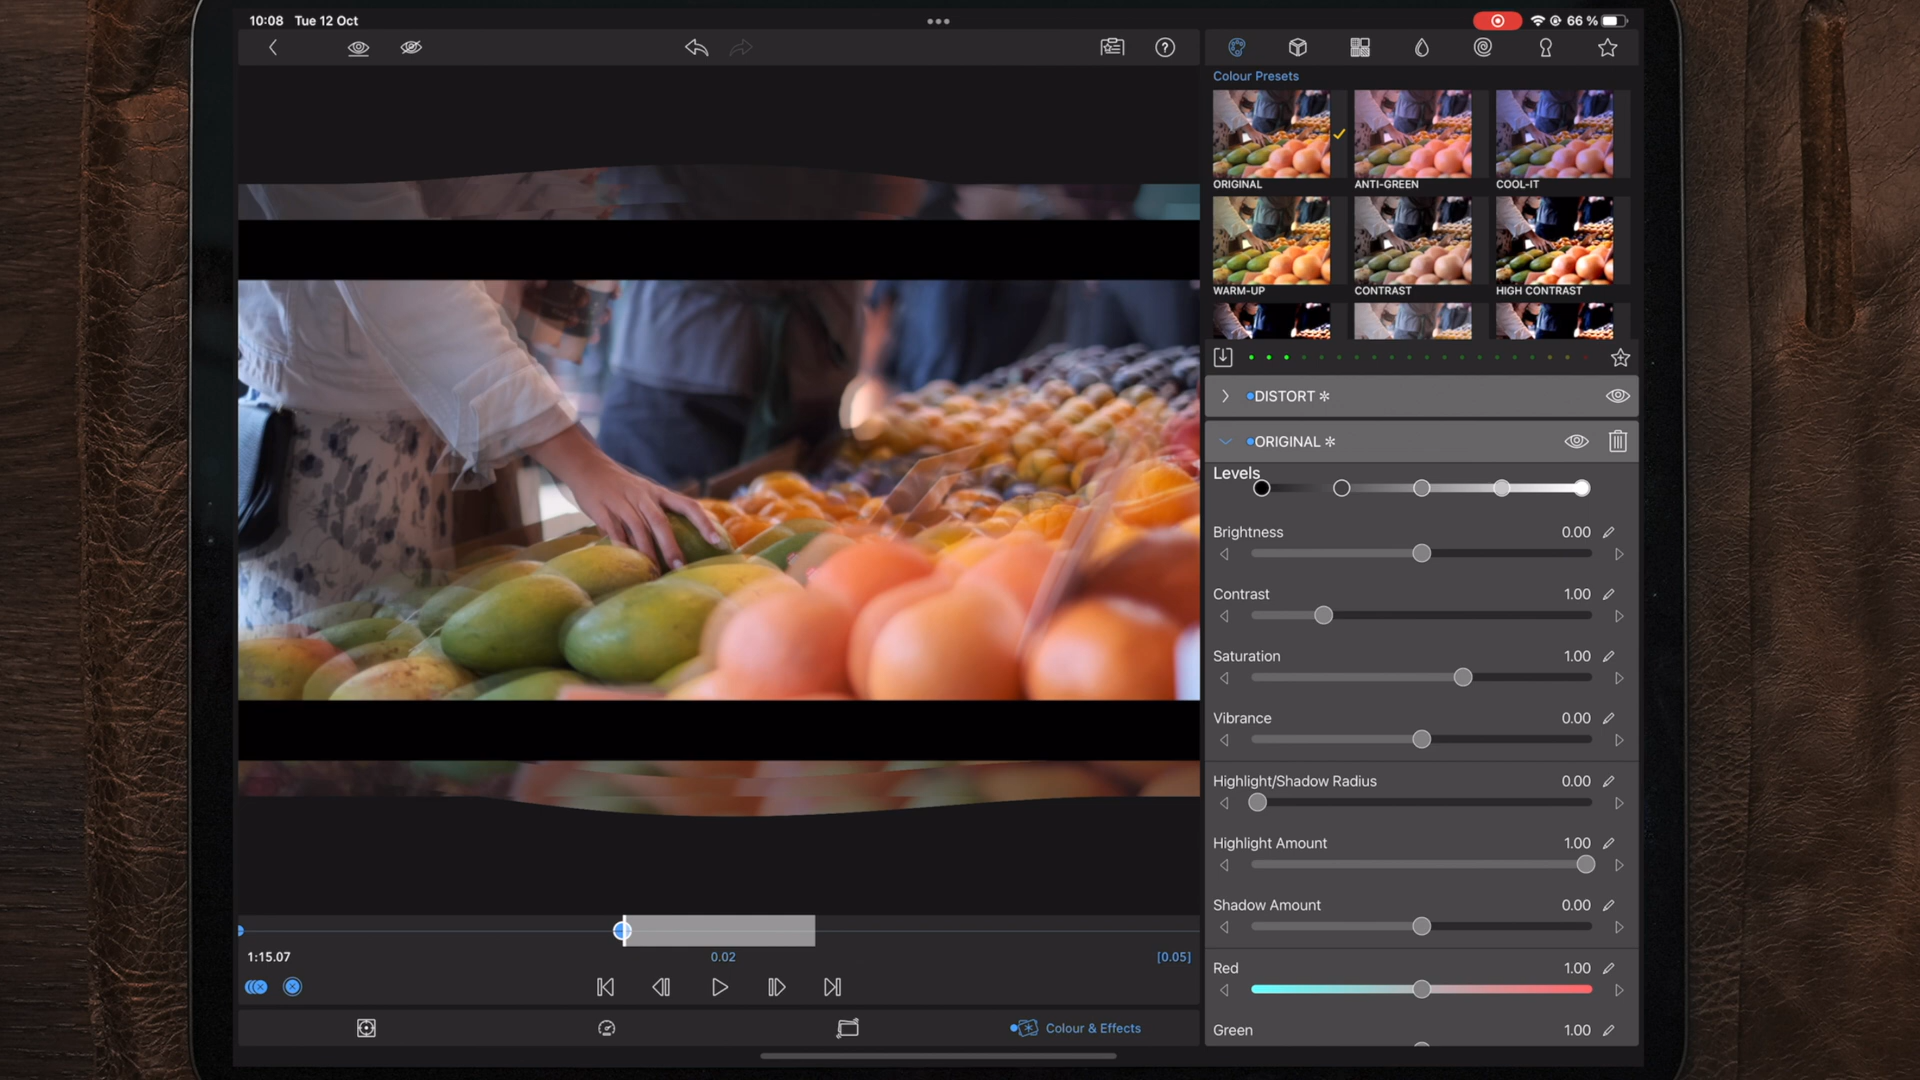 10:08 Tue 12 Oct
66 %
Colour Presets
ORIGINAL
ANTI-GREEN
COOL-IT
WARM-UP
CONTRAST
HIGH CONTRAST
DISTORT
ORIGINAL
Levels
Brightness 0.00
Contrast 1.00
Saturation 1.00
Vibrance 0.00
Highlight/Shadow Radius 0.00
Highlight Amount 1.00
Shadow Amount 0.00
Red 1.00
Green 1.00
1:15.07
0.02
[0.05]
Colour & Effects